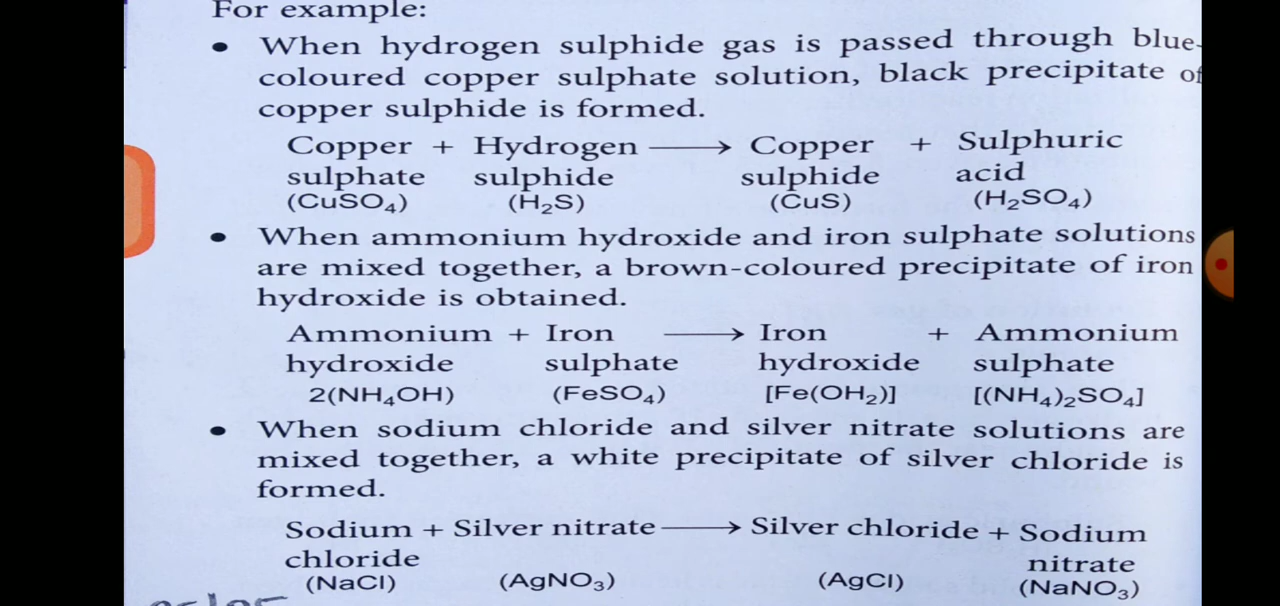 For example:
• When hydrogen sulphide gas is passed through blue-
coloured copper sulphate solution, black precipitate of
copper sulphide is formed.
Copper + Hydrogen ⟶ Copper + Sulphuric
sulphate sulphide sulphide acid
(CuSO₄) (H₂S) (CuS) (H₂SO₄)
• When ammonium hydroxide and iron sulphate solutions
are mixed together, a brown-coloured precipitate of iron
hydroxide is obtained.
Ammonium + Iron ⟶ Iron + Ammonium
hydroxide sulphate hydroxide sulphate
2(NH₄OH) (FeSO₄) [Fe(OH₂)] [(NH₄)₂SO₄]
• When sodium chloride and silver nitrate solutions are
mixed together, a white precipitate of silver chloride is
formed.
Sodium + Silver nitrate ⟶ Silver chloride + Sodium
chloride nitrate
(NaCl) (AgNO₃) (AgCl) (NaNO₃)